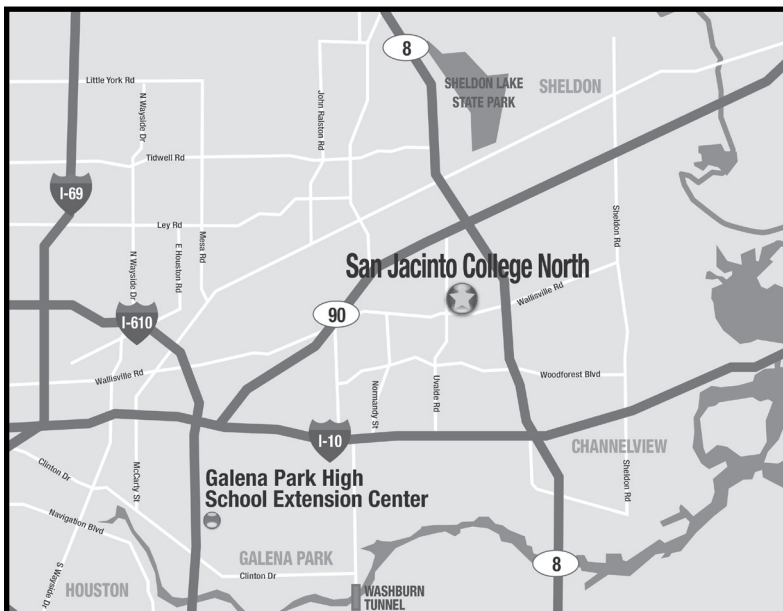 8
SHELDON LAKE
STATE PARK
SHELDON
Little York Rd
N Wayside Dr
John Ralston Rd
Tidwell Rd
I-69
Ley Rd
E Houston Rd
Mesa Rd
N Wayside Dr
Sheldon Rd
San Jacinto College North
Wallisville Rd
I-610
90
Wallisville Rd
Normandy St
Uvalde Rd
Woodforest Blvd
I-10
CHANNELVIEW
Clinton Dr
McCarty St
Galena Park High
School Extension Center
Sheldon Rd
Navigation Blvd
GALENA PARK
Clinton Dr
8
S Wayside Dr
HOUSTON
WASHBURN
TUNNEL